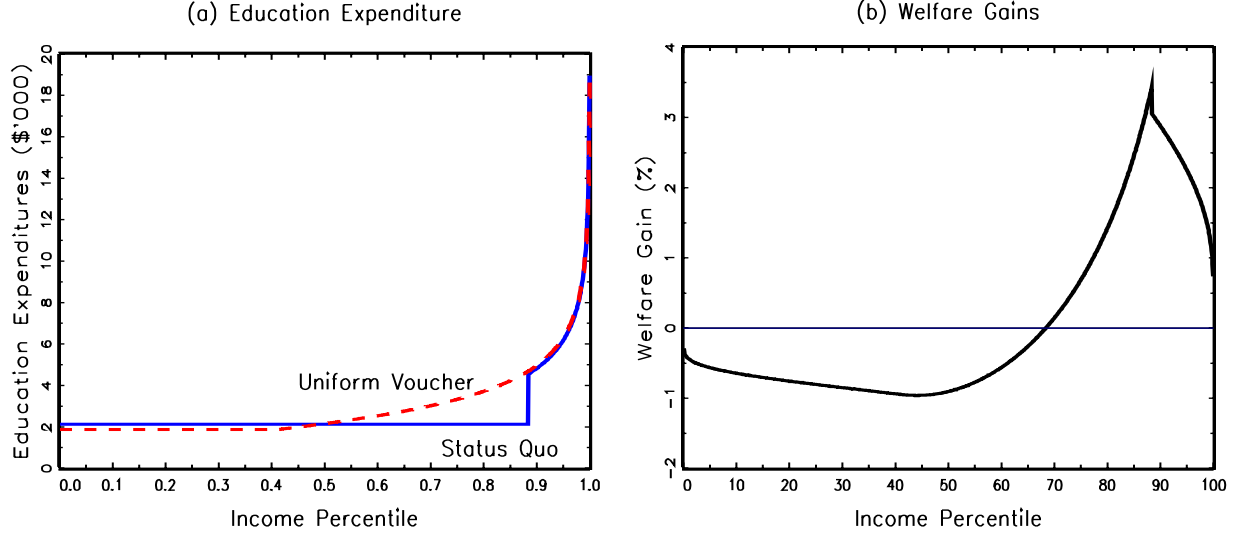 (a) Education Expenditure
Education Expenditures ($'000)
20
18
16
14
12
10
8
6
4
2
0
Uniform Voucher
Status Quo
0.0 0.1 0.2 0.3 0.4 0.5 0.6 0.7 0.8 0.9 1.0
Income Percentile
(b) Welfare Gains
Welfare Gain (%)
4
3
2
1
0
-1
-2
0 10 20 30 40 50 60 70 80 90 100
Income Percentile